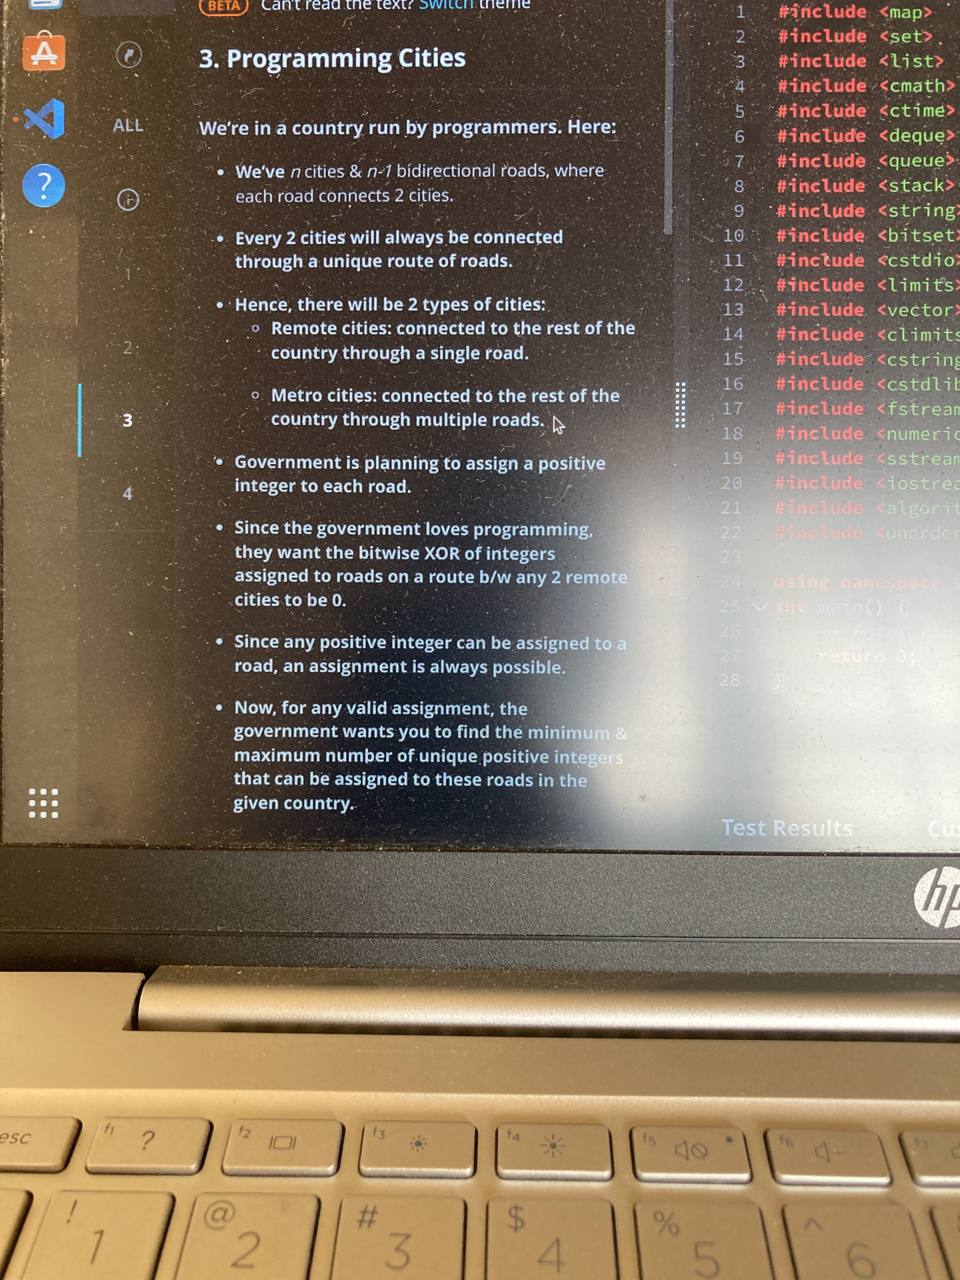 BETA Can't read the text? Switch theme
3. Programming Cities
ALL
We're in a country run by programmers. Here:
• We've n cities & n-1 bidirectional roads, where
each road connects 2 cities.
• Every 2 cities will always be connected
through a unique route of roads.
• Hence, there will be 2 types of cities:
◦ Remote cities: connected to the rest of the
country through a single road.
◦ Metro cities: connected to the rest of the
country through multiple roads.
• Government is planning to assign a positive
integer to each road.
• Since the government loves programming,
they want the bitwise XOR of integers
assigned to roads on a route b/w any 2 remote
cities to be 0.
• Since any positive integer can be assigned to a
road, an assignment is always possible.
• Now, for any valid assignment, the
government wants you to find the minimum &
maximum number of unique positive integers
that can be assigned to these roads in the
given country.
1
2
3
4
1 #include <map>
2 #include <set>
3 #include <list>
4 #include <cmath>
5 #include <ctime>
6 #include <deque>
7 #include <queue>
8 #include <stack>
9 #include <string>
10 #include <bitset>
11 #include <cstdio>
12 #include <limits>
13 #include <vector>
14 #include <climits
15 #include <cstring
16 #include <cstdlib
17 #include <fstream
18 #include <numeric
19 #include <sstream
20 #include <iostrea
21 #include <algorit
22 #include <unorder
23
24 using namespace
25 int main() {
26
27 return 0;
28 }
Test Results Cus
hp
esc f1 ? f2 f3 f4 f5 f6
! 1 @ 2 # 3 $ 4 % 5 ^ 6